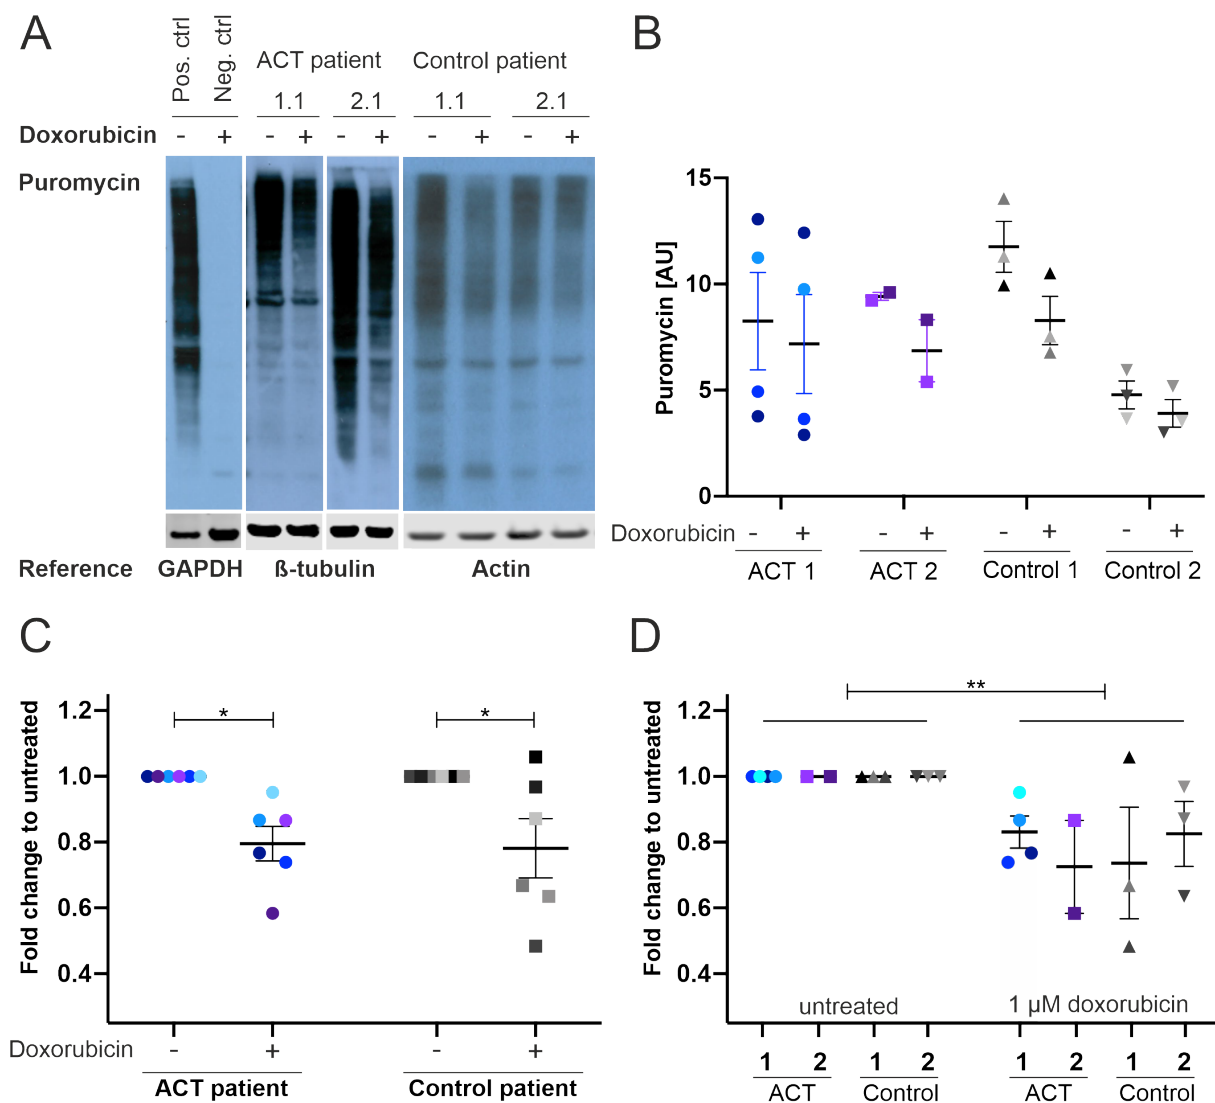 A
Pos. ctrl
Neg. ctrl
ACT patient
Control patient
1.1
2.1
1.1
2.1
Doxorubicin - + - + - + - + - +
Puromycin
Reference GAPDH ß-tubulin Actin
B
Puromycin [AU]
15
10
5
0
Doxorubicin - + - + - + - +
ACT 1 ACT 2 Control 1 Control 2
C
Fold change to untreated
1.2
1.0
0.8
0.6
0.4
* *
Doxorubicin - + - +
ACT patient Control patient
D
Fold change to untreated
1.2
1.0
0.8
0.6
0.4
**
untreated 1 µM doxorubicin
1 2 1 2 1 2 1 2
ACT Control ACT Control